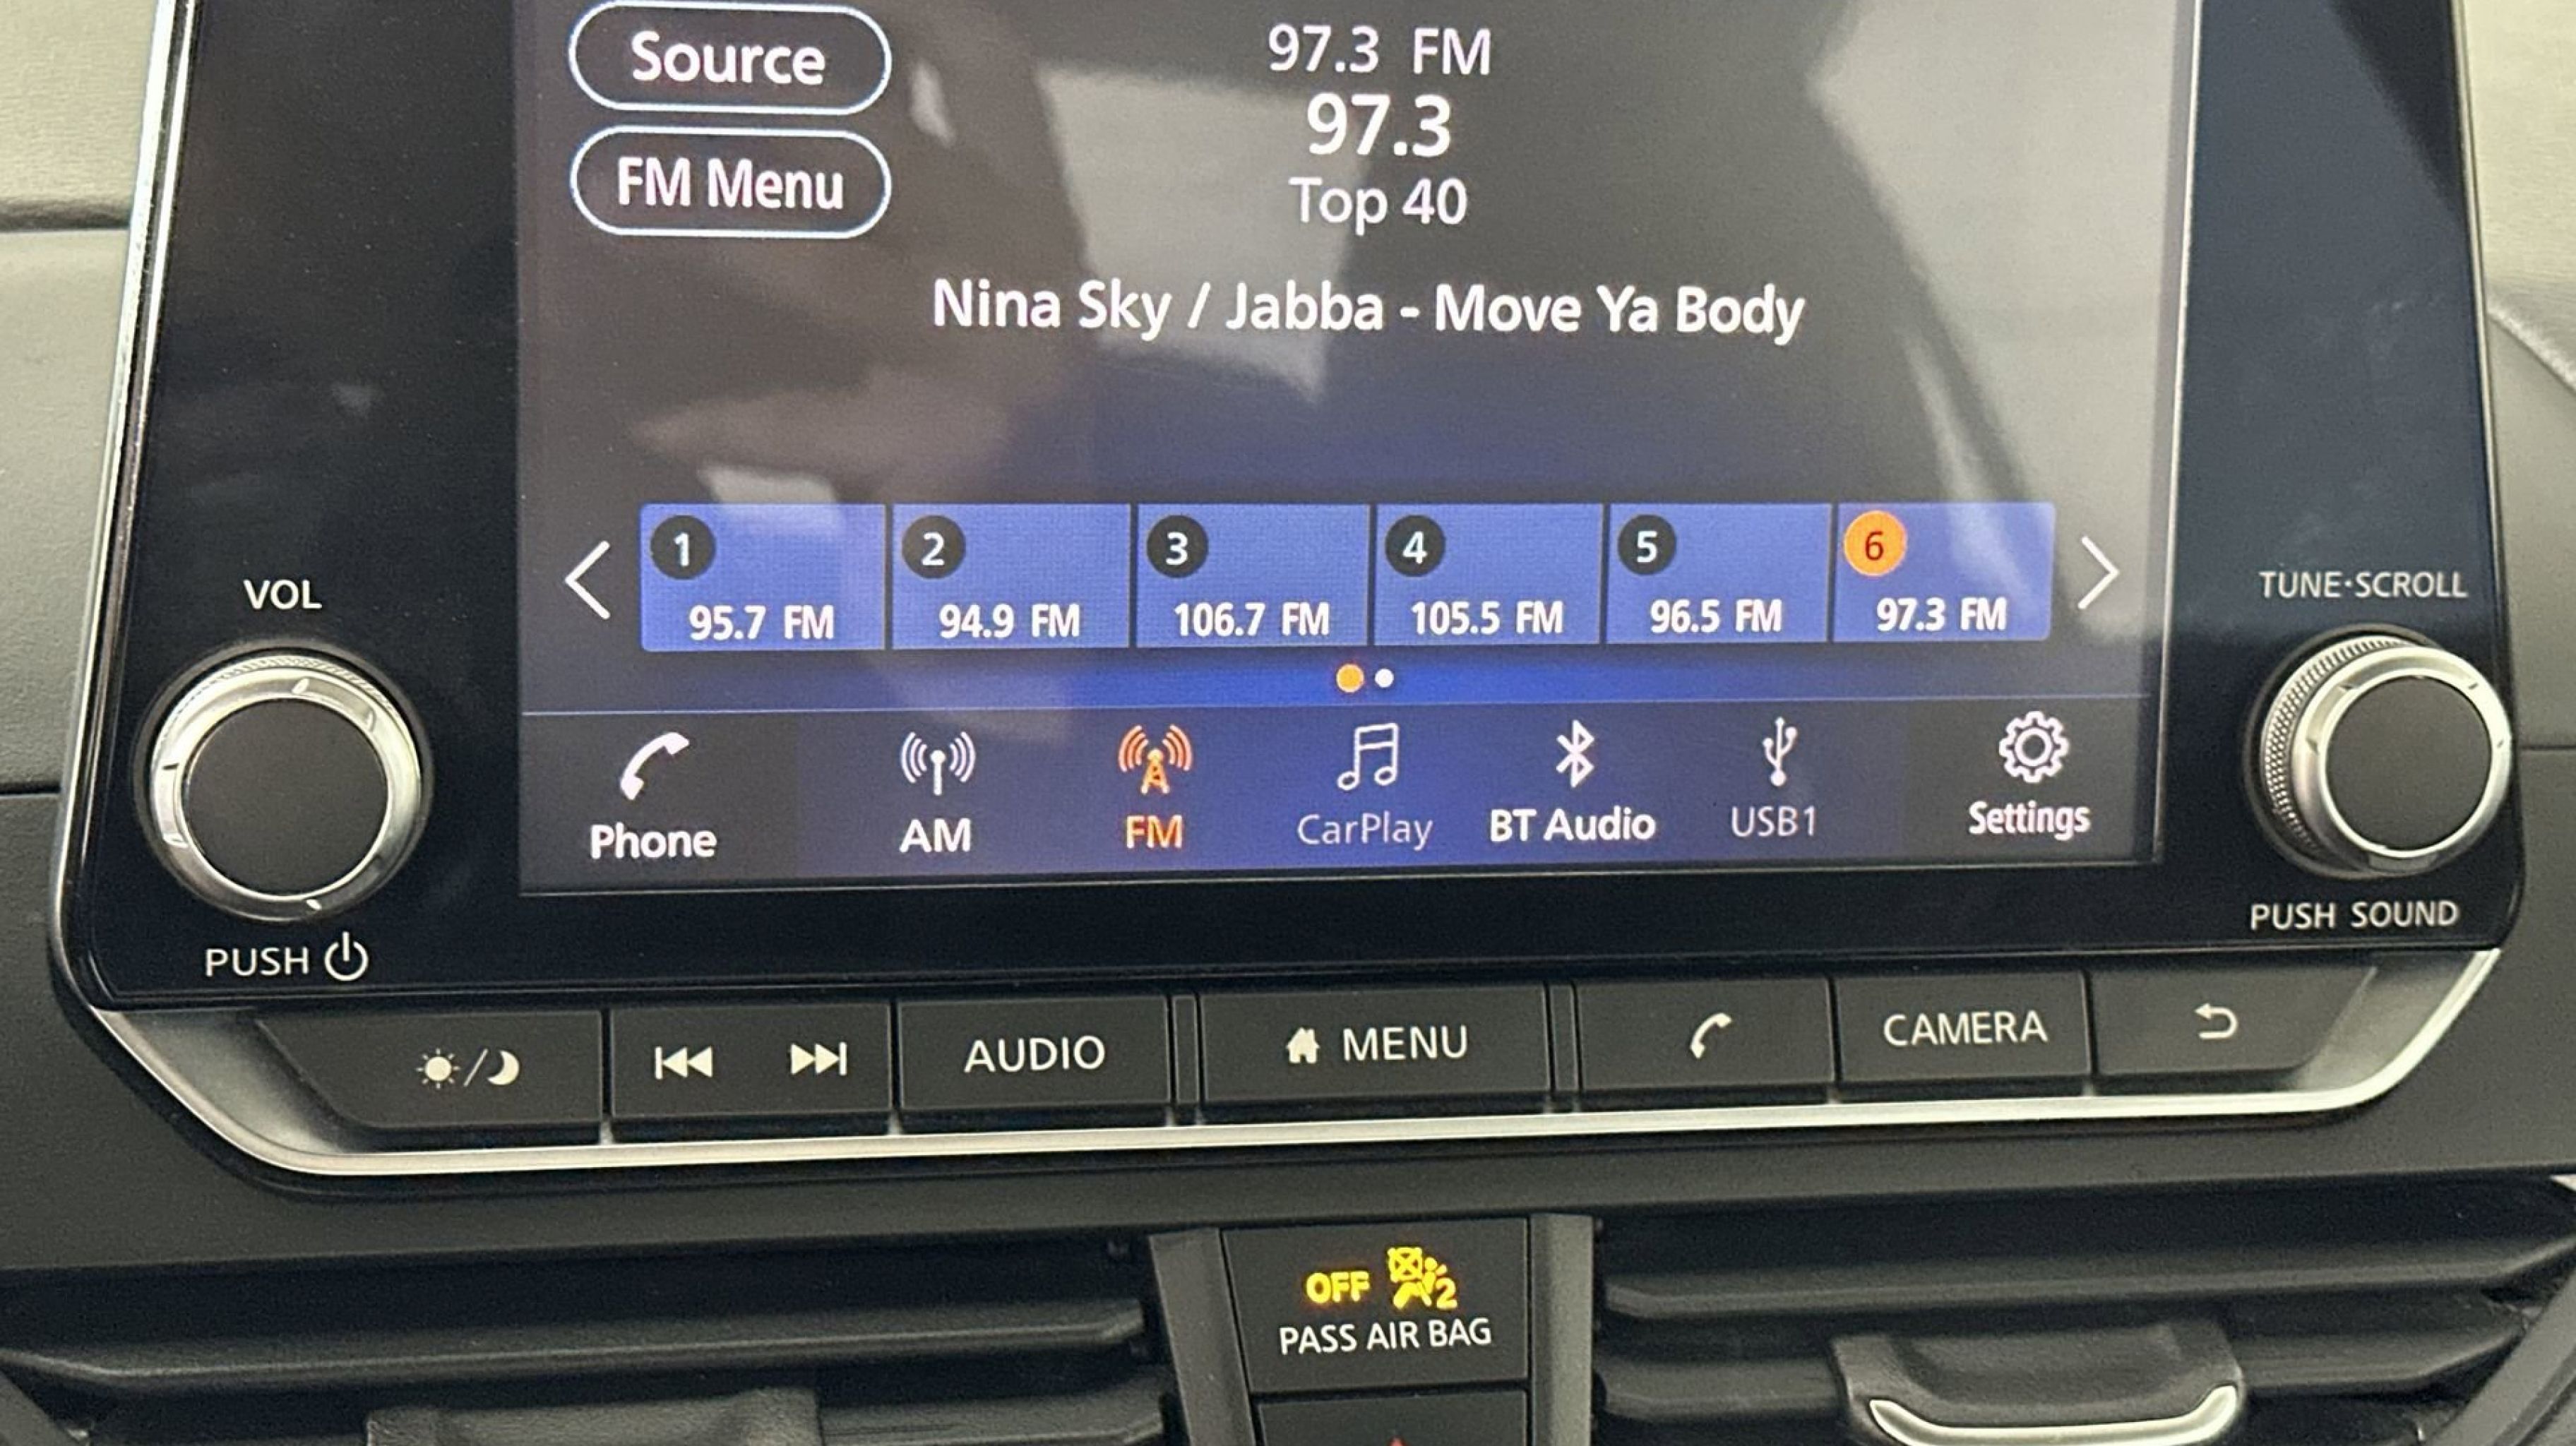 Source
97.3 FM
97.3
FM Menu
Top 40
Nina Sky / Jabba - Move Ya Body
1 2 3 4 5 6
95.7 FM 94.9 FM 106.7 FM 105.5 FM 96.5 FM 97.3 FM
VOL
TUNE·SCROLL
Phone AM FM CarPlay BT Audio USB1 Settings
PUSH
PUSH SOUND
AUDIO MENU CAMERA
OFF 2
PASS AIR BAG